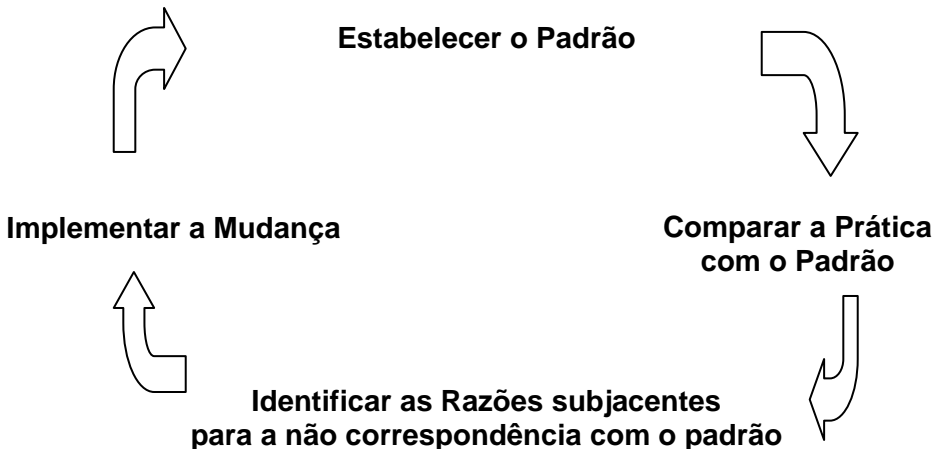 Estabelecer o Padrão
Implementar a Mudança
Comparar a Prática
com o Padrão
Identificar as Razões subjacentes
para a não correspondência com o padrão